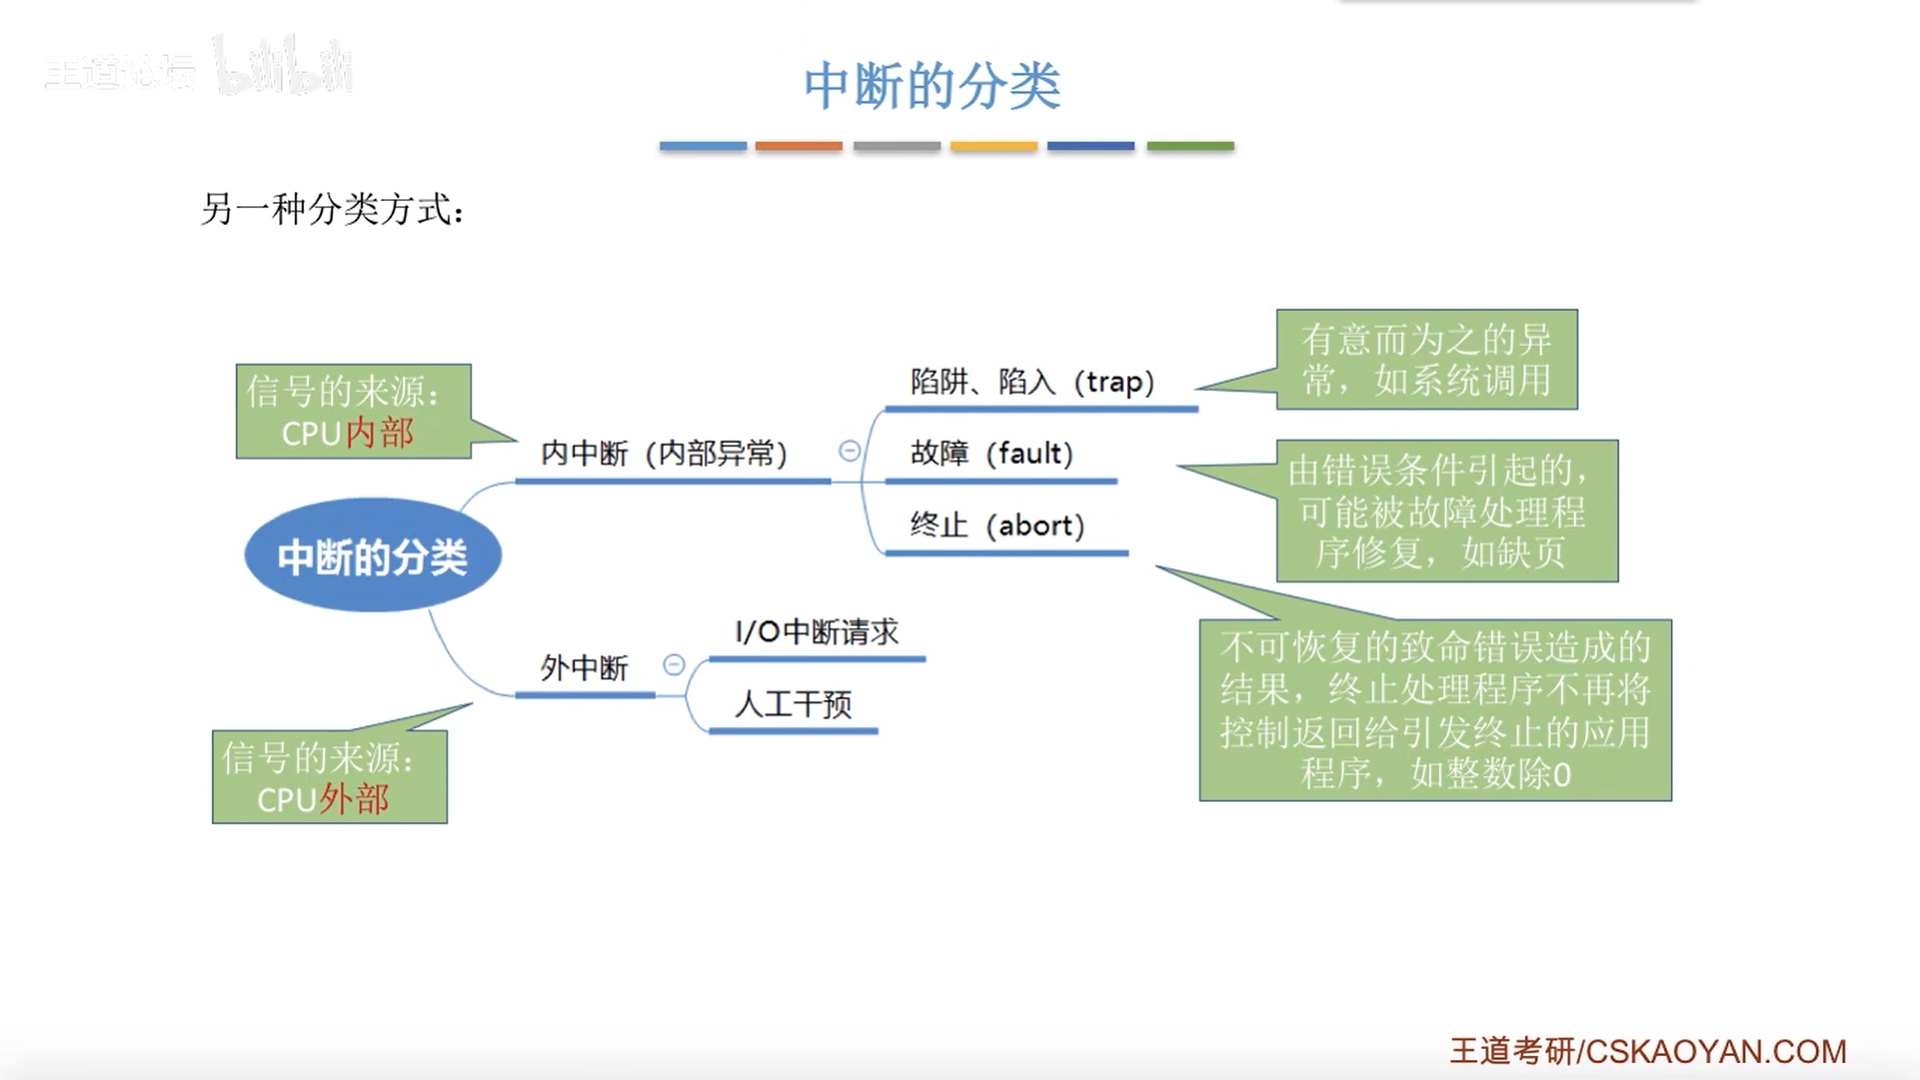 王道论坛 bilibili
中断的分类
另一种分类方式：
信号的来源：
CPU内部
中断的分类
内中断（内部异常）
陷阱、陷入（trap）
有意而为之的异
常，如系统调用
故障（fault）
由错误条件引起的，
可能被故障处理程
序修复，如缺页
终止（abort）
不可恢复的致命错误造成的
结果，终止处理程序不再将
控制返回给引发终止的应用
程序，如整数除0
外中断
I/O中断请求
人工干预
信号的来源：
CPU外部
王道考研/CSKAOYAN.COM